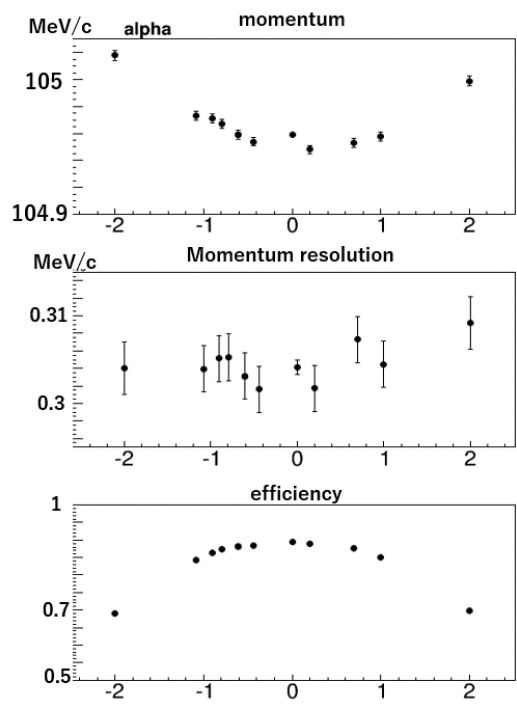 momentum
MeV/c alpha
105
104.9
-2 -1 0 1 2
Momentum resolution
MeV/c
0.31
0.3
-2 -1 0 1 2
efficiency
1
0.7
0.5
-2 -1 0 1 2